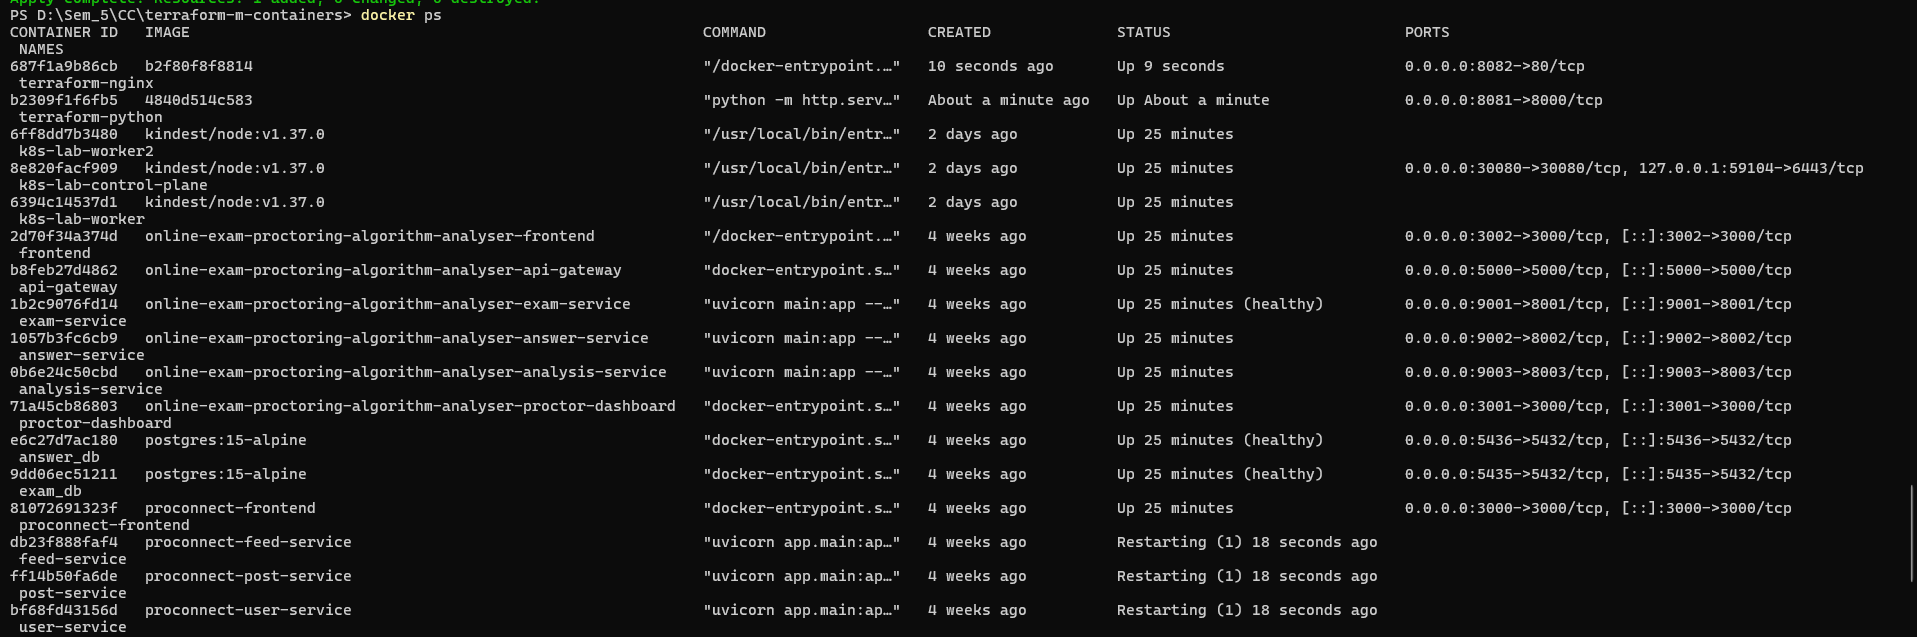 Apply complete! Resources: 1 added, 0 changed, 0 destroyed.
PS D:\Sem_5\CC\terraform-m-containers> docker ps
CONTAINER ID   IMAGE   COMMAND   CREATED   STATUS   PORTS
NAMES
687f1a9b86cb   b2f80f8f8814   "/docker-entrypoint.…"   10 seconds ago   Up 9 seconds   0.0.0.0:8082->80/tcp
terraform-nginx
b2309f1f6fb5   4840d514c583   "python -m http.serv…"   About a minute ago   Up About a minute   0.0.0.0:8081->8000/tcp
terraform-python
6ff8dd7b3480   kindest/node:v1.37.0   "/usr/local/bin/entr…"   2 days ago   Up 25 minutes
k8s-lab-worker2
8e820facf909   kindest/node:v1.37.0   "/usr/local/bin/entr…"   2 days ago   Up 25 minutes   0.0.0.0:30080->30080/tcp, 127.0.0.1:59104->6443/tcp
k8s-lab-control-plane
6394c14537d1   kindest/node:v1.37.0   "/usr/local/bin/entr…"   2 days ago   Up 25 minutes
k8s-lab-worker
2d70f34a374d   online-exam-proctoring-algorithm-analyser-frontend   "/docker-entrypoint.…"   4 weeks ago   Up 25 minutes   0.0.0.0:3002->3000/tcp, [::]:3002->3000/tcp
frontend
b8feb27d4862   online-exam-proctoring-algorithm-analyser-api-gateway   "docker-entrypoint.s…"   4 weeks ago   Up 25 minutes   0.0.0.0:5000->5000/tcp, [::]:5000->5000/tcp
api-gateway
1b2c9076fd14   online-exam-proctoring-algorithm-analyser-exam-service   "uvicorn main:app --…"   4 weeks ago   Up 25 minutes (healthy)   0.0.0.0:9001->8001/tcp, [::]:9001->8001/tcp
exam-service
1057b3fc6cb9   online-exam-proctoring-algorithm-analyser-answer-service   "uvicorn main:app --…"   4 weeks ago   Up 25 minutes   0.0.0.0:9002->8002/tcp, [::]:9002->8002/tcp
answer-service
0b6e24c50cbd   online-exam-proctoring-algorithm-analyser-analysis-service   "uvicorn main:app --…"   4 weeks ago   Up 25 minutes   0.0.0.0:9003->8003/tcp, [::]:9003->8003/tcp
analysis-service
71a45cb86803   online-exam-proctoring-algorithm-analyser-proctor-dashboard   "docker-entrypoint.s…"   4 weeks ago   Up 25 minutes   0.0.0.0:3001->3000/tcp, [::]:3001->3000/tcp
proctor-dashboard
e6c27d7ac180   postgres:15-alpine   "docker-entrypoint.s…"   4 weeks ago   Up 25 minutes (healthy)   0.0.0.0:5436->5432/tcp, [::]:5436->5432/tcp
answer_db
9dd06ec51211   postgres:15-alpine   "docker-entrypoint.s…"   4 weeks ago   Up 25 minutes (healthy)   0.0.0.0:5435->5432/tcp, [::]:5435->5432/tcp
exam_db
81072691323f   proconnect-frontend   "docker-entrypoint.s…"   4 weeks ago   Up 25 minutes   0.0.0.0:3000->3000/tcp, [::]:3000->3000/tcp
proconnect-frontend
db23f888faf4   proconnect-feed-service   "uvicorn app.main:ap…"   4 weeks ago   Restarting (1) 18 seconds ago
feed-service
ff14b50fa6de   proconnect-post-service   "uvicorn app.main:ap…"   4 weeks ago   Restarting (1) 18 seconds ago
post-service
bf68fd43156d   proconnect-user-service   "uvicorn app.main:ap…"   4 weeks ago   Restarting (1) 18 seconds ago
user-service